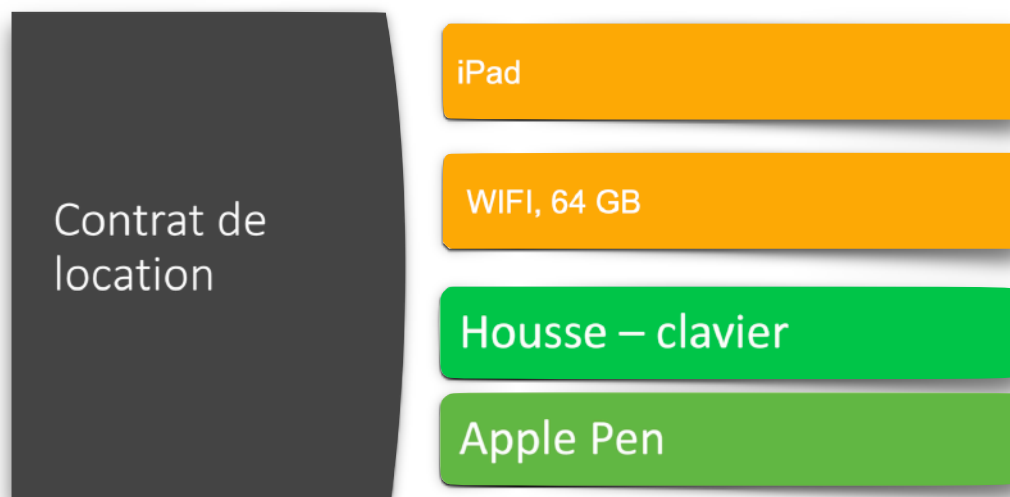 Contrat de
location
iPad
WIFI, 64 GB
Housse – clavier
Apple Pen